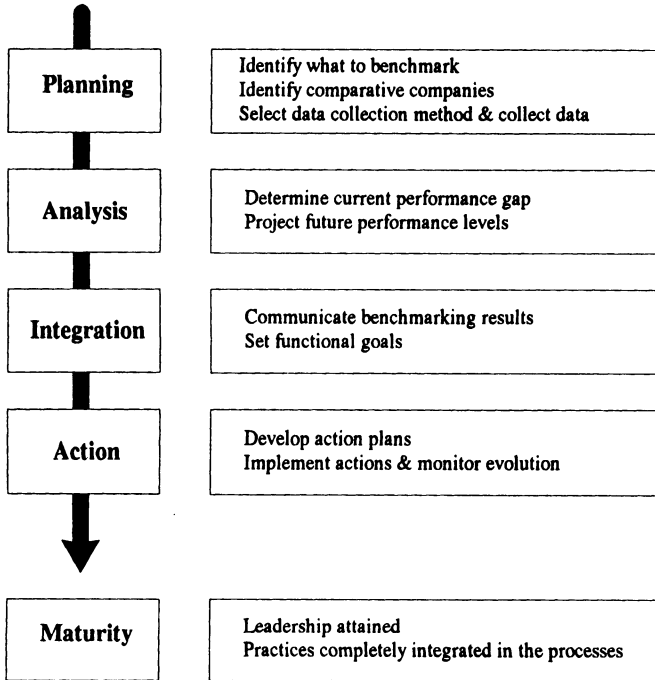 Planning
Identify what to benchmark
Identify comparative companies
Select data collection method & collect data
Analysis
Determine current performance gap
Project future performance levels
Integration
Communicate benchmarking results
Set functional goals
Action
Develop action plans
Implement actions & monitor evolution
Maturity
Leadership attained
Practices completely integrated in the processes